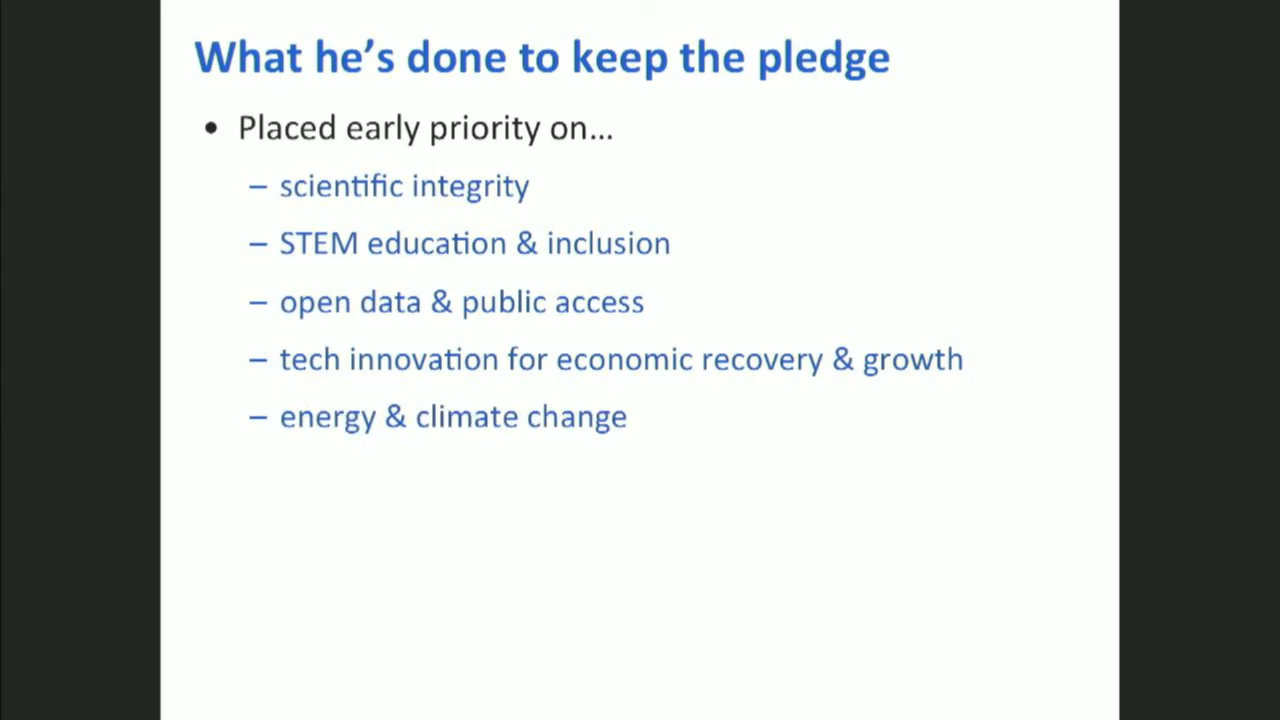 What he’s done to keep the pledge
• Placed early priority on…
– scientific integrity
– STEM education & inclusion
– open data & public access
– tech innovation for economic recovery & growth
– energy & climate change